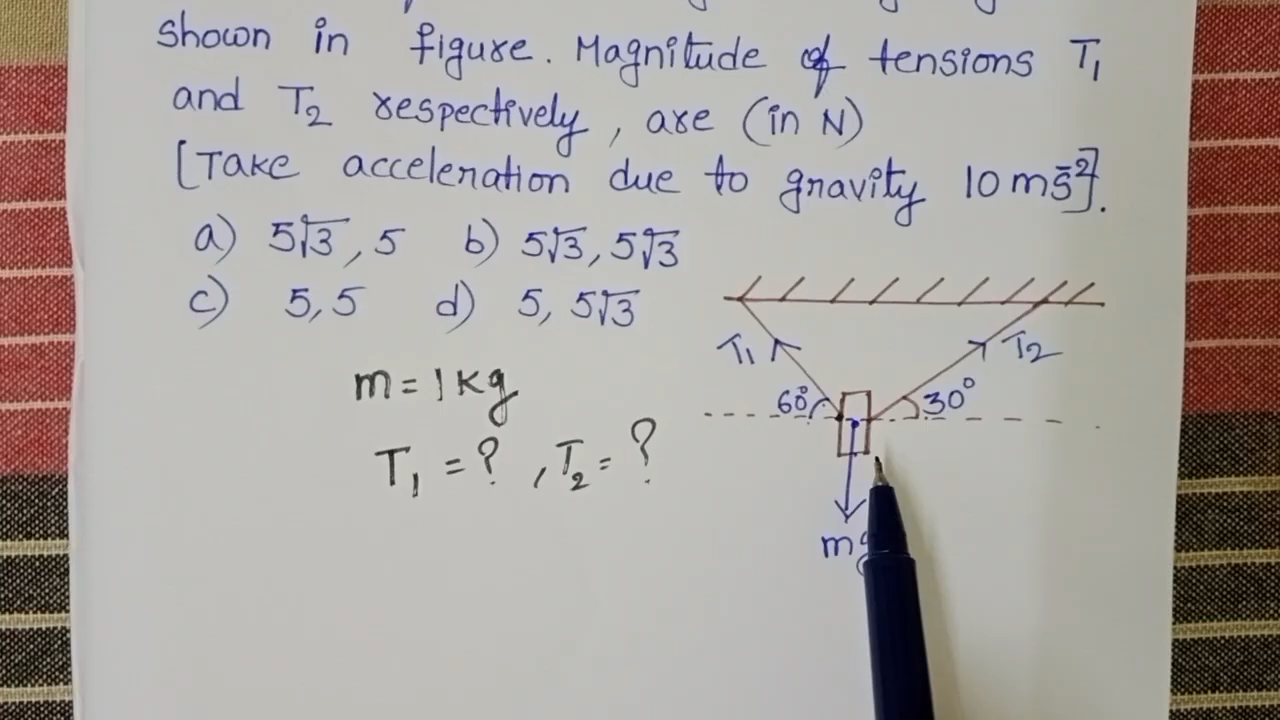 shown in figure. Magnitude of tensions T₁
and T₂ respectively, are (in N)
[Take acceleration due to gravity 10 ms⁻²].
a) 5√3, 5 b) 5√3, 5√3
c) 5, 5 d) 5, 5√3
T₁ T₂
m = 1 kg
60° 30°
T₁ = ?, T₂ = ?
mg